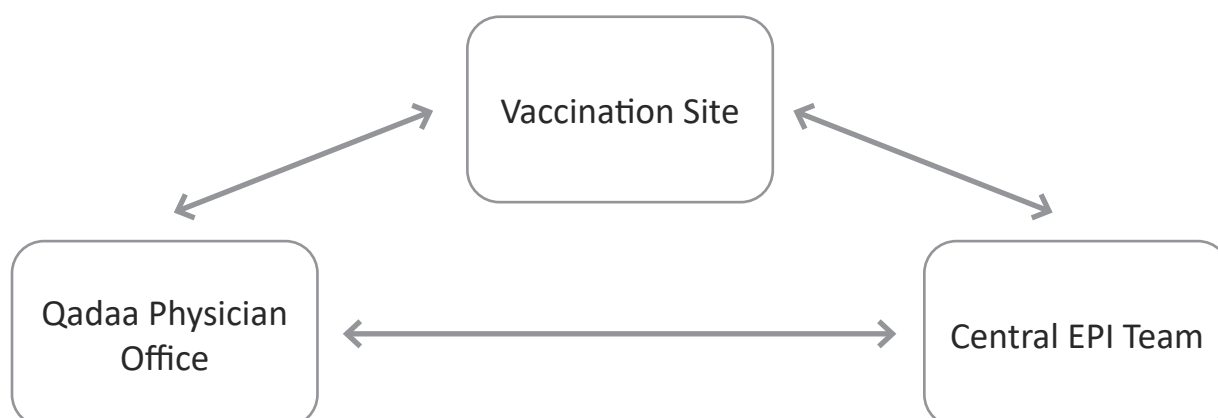 Vaccination Site
Qadaa Physician
Office
Central EPI Team